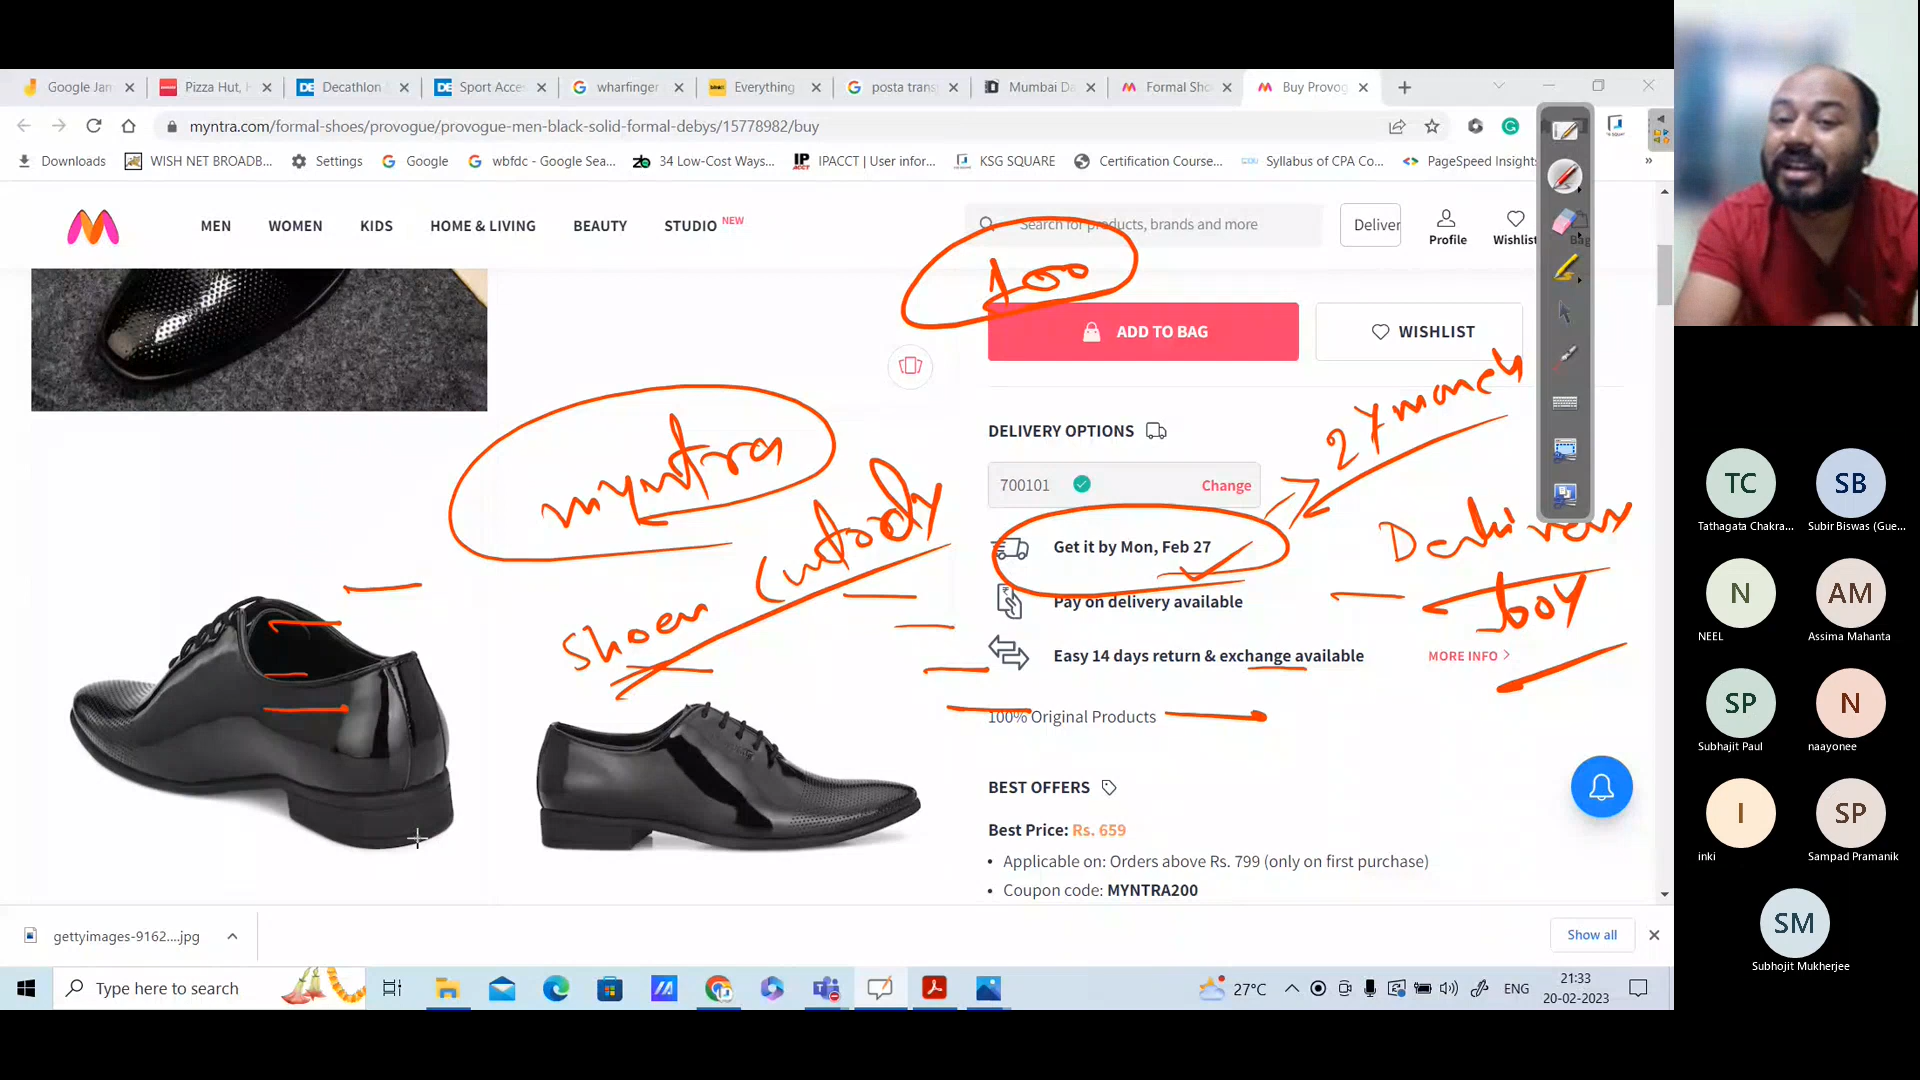 Google Jan
Pizza Hut, H
Decathlon
Sport Acces
wharfinger
Everything
posta trans
Mumbai Da
Formal Sho
Buy Provog
myntra.com/formal-shoes/provogue/provogue-men-black-solid-formal-debys/15778982/buy
Downloads
WISH NET BROADB...
Settings
Google
wbfdc - Google Sea...
34 Low-Cost Ways...
IPACCT | User infor...
KSG SQUARE
Certification Course...
Syllabus of CPA Co...
PageSpeed Insights
MEN
WOMEN
KIDS
HOME & LIVING
BEAUTY
STUDIO NEW
Search for products, brands and more
Deliver
Profile
Wishlist
Bag
100
ADD TO BAG
WISHLIST
27 march
myntra
DELIVERY OPTIONS
700101
Change
custody
Get it by Mon, Feb 27
boy
Pay on delivery available
Easy 14 days return & exchange available
MORE INFO >
100% Original Products
BEST OFFERS
Best Price: Rs. 659
• Applicable on: Orders above Rs. 799 (only on first purchase)
• Coupon code: MYNTRA200
gettyimages-9162....jpg
Show all
Type here to search
27°C
ENG
21:33
20-02-2023
TC
Tathagata Chakra...
SB
Subir Biswas (Gue...
N
NEEL
AM
Assima Mahanta
SP
Subhajit Paul
N
naayonee
I
inki
SP
Sampad Pramanik
SM
Subhojit Mukherjee